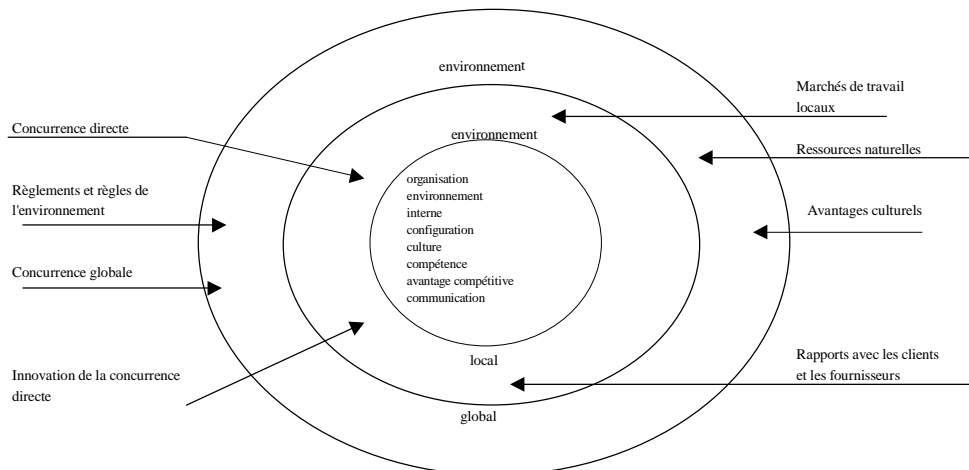 environnement
Marchés de travail
locaux
Concurrence directe
environnement
Ressources naturelles
organisation
environnement
interne
configuration
culture
compétence
avantage compétitive
communication
Règlements et règles de
l'environnement
Avantages culturels
Concurrence globale
local
Rapports avec les clients
et les fournisseurs
Innovation de la concurrence
directe
global